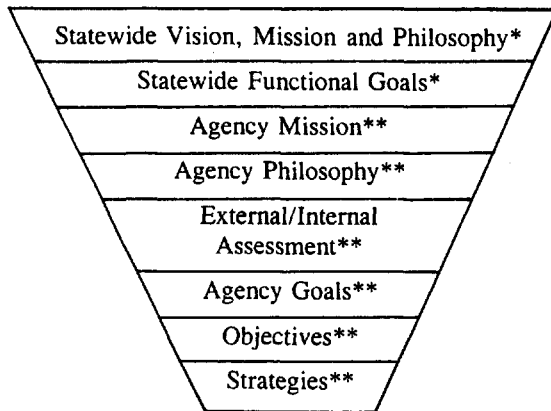 Statewide Vision, Mission and Philosophy*
Statewide Functional Goals*
Agency Mission**
Agency Philosophy**
External/Internal
Assessment**
Agency Goals**
Objectives**
Strategies**